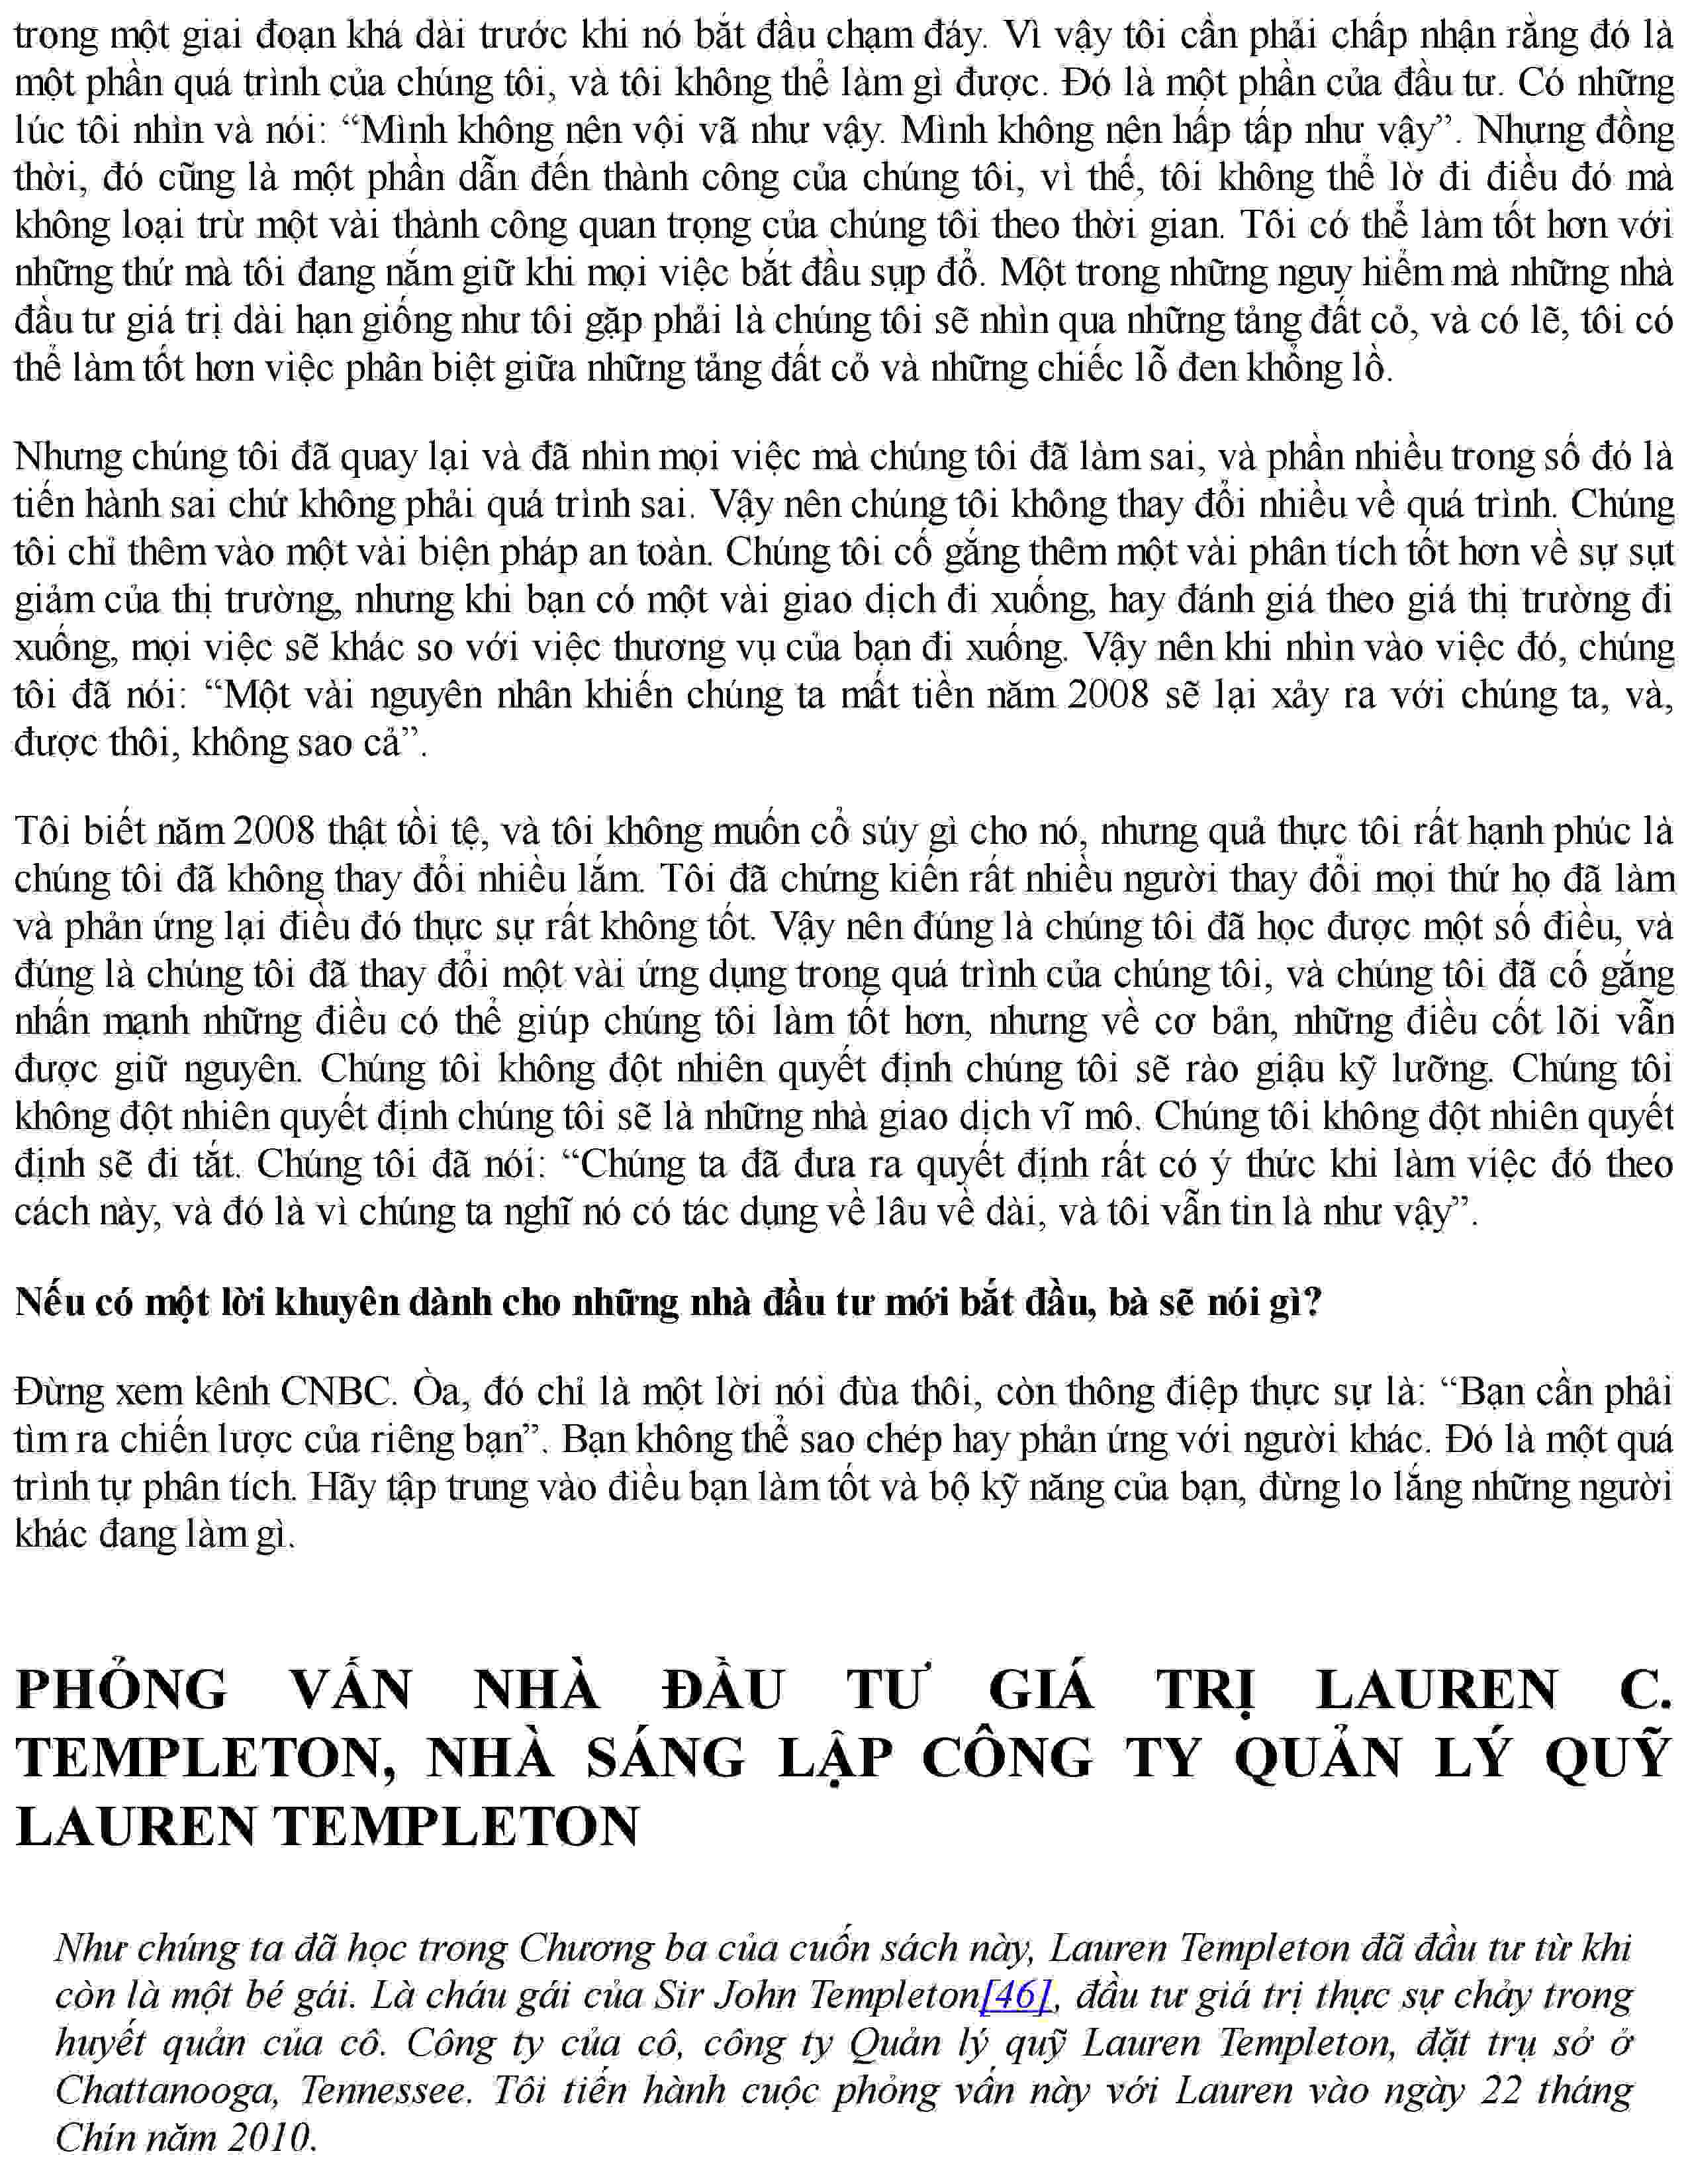 trong một giai đoạn khá dài trước khi nó bắt đầu chạm đáy. Vì vậy tôi cần phải chấp nhận rằng đó là
một phần quá trình của chúng tôi, và tôi không thể làm gì được. Đó là một phần của đầu tư. Có những
lúc tôi nhìn và nói: “Mình không nên vội vã như vậy. Mình không nên hấp tấp như vậy”. Nhưng đồng
thời, đó cũng là một phần dẫn đến thành công của chúng tôi, vì thế, tôi không thể lờ đi điều đó mà
không loại trừ một vài thành công quan trọng của chúng tôi theo thời gian. Tôi có thể làm tốt hơn với
những thứ mà tôi đang nắm giữ khi mọi việc bắt đầu sụp đổ. Một trong những nguy hiểm mà những nhà
đầu tư giá trị dài hạn giống như tôi gặp phải là chúng tôi sẽ nhìn qua những tảng đất cỏ, và có lẽ, tôi có
thể làm tốt hơn việc phân biệt giữa những tảng đất cỏ và những chiếc lỗ đen khổng lồ.
Nhưng chúng tôi đã quay lại và đã nhìn mọi việc mà chúng tôi đã làm sai, và phần nhiều trong số đó là
tiến hành sai chứ không phải quá trình sai. Vậy nên chúng tôi không thay đổi nhiều về quá trình. Chúng
tôi chỉ thêm vào một vài biện pháp an toàn. Chúng tôi cố gắng thêm một vài phân tích tốt hơn về sự sụt
giảm của thị trường, nhưng khi bạn có một vài giao dịch đi xuống, hay đánh giá theo giá thị trường đi
xuống, mọi việc sẽ khác so với việc thương vụ của bạn đi xuống. Vậy nên khi nhìn vào việc đó, chúng
tôi đã nói: “Một vài nguyên nhân khiến chúng ta mất tiền năm 2008 sẽ lại xảy ra với chúng ta, và,
được thôi, không sao cả”.
Tôi biết năm 2008 thật tồi tệ, và tôi không muốn cổ súy gì cho nó, nhưng quả thực tôi rất hạnh phúc là
chúng tôi đã không thay đổi nhiều lắm. Tôi đã chứng kiến rất nhiều người thay đổi mọi thứ họ đã làm
và phản ứng lại điều đó thực sự rất không tốt. Vậy nên đúng là chúng tôi đã học được một số điều, và
đúng là chúng tôi đã thay đổi một vài ứng dụng trong quá trình của chúng tôi, và chúng tôi đã cố gắng
nhấn mạnh những điều có thể giúp chúng tôi làm tốt hơn, nhưng về cơ bản, những điều cốt lõi vẫn
được giữ nguyên. Chúng tôi không đột nhiên quyết định chúng tôi sẽ rào giậu kỹ lưỡng. Chúng tôi
không đột nhiên quyết định chúng tôi sẽ là những nhà giao dịch vĩ mô. Chúng tôi không đột nhiên quyết
định sẽ đi tắt. Chúng tôi đã nói: “Chúng ta đã đưa ra quyết định rất có ý thức khi làm việc đó theo
cách này, và đó là vì chúng ta nghĩ nó có tác dụng về lâu về dài, và tôi vẫn tin là như vậy”.
Nếu có một lời khuyên dành cho những nhà đầu tư mới bắt đầu, bà sẽ nói gì?
Đừng xem kênh CNBC. Òa, đó chỉ là một lời nói đùa thôi, còn thông điệp thực sự là: “Bạn cần phải
tìm ra chiến lược của riêng bạn”. Bạn không thể sao chép hay phản ứng với người khác. Đó là một quá
trình tự phân tích. Hãy tập trung vào điều bạn làm tốt và bộ kỹ năng của bạn, đừng lo lắng những người
khác đang làm gì.
PHỎNG VẤN NHÀ ĐẦU TƯ GIÁ TRỊ LAUREN C.
TEMPLETON, NHÀ SÁNG LẬP CÔNG TY QUẢN LÝ QUỸ
LAUREN TEMPLETON
Như chúng ta đã học trong Chương ba của cuốn sách này, Lauren Templeton đã đầu tư từ khi
còn là một bé gái. Là cháu gái của Sir John Templeton[46], đầu tư giá trị thực sự chảy trong
huyết quản của cô. Công ty của cô, công ty Quản lý quỹ Lauren Templeton, đặt trụ sở ở
Chattanooga, Tennessee. Tôi tiến hành cuộc phỏng vấn này với Lauren vào ngày 22 tháng
Chín năm 2010.